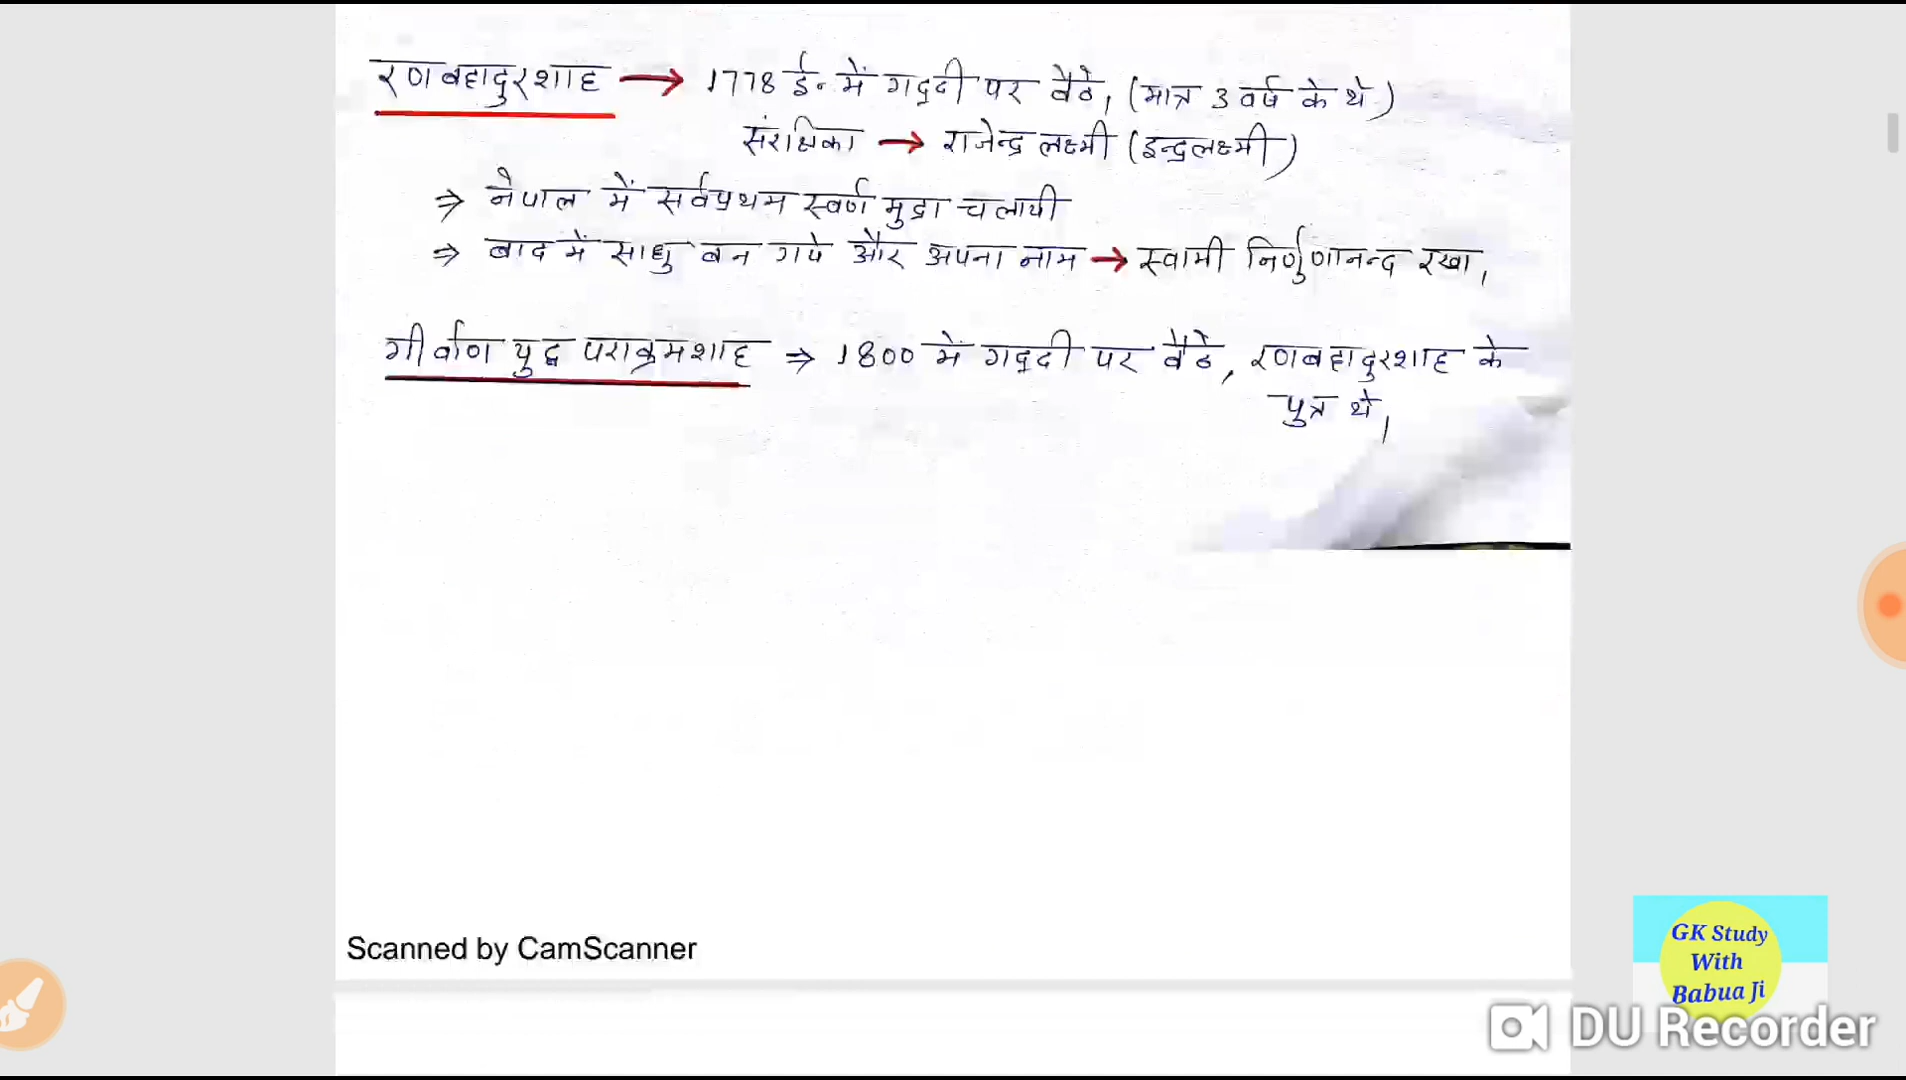 रणबहादुरशाह → 1778 ई॰ में गद्दी पर बैठे, (मात्र 3 वर्ष के थे)
संरक्षिका → राजेन्द्र लक्ष्मी (इन्द्रलक्ष्मी)
⇒ नेपाल में सर्वप्रथम स्वर्ण मुद्रा चलायी
⇒ बाद में साधु बन गये और अपना नाम → स्वामी निर्गुणानन्द रखा,
गीर्वाण युद्ध पराक्रमशाह ⇒ 1800 में गद्दी पर बैठे, रणबहादुरशाह के
पुत्र थे,
Scanned by CamScanner
GK Study
With
Babua Ji
DU Recorder